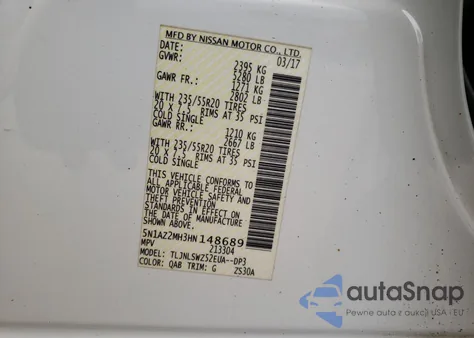 MFD BY NISSAN MOTOR CO., LTD.
DATE: 03/17
GVWR: 2395 KG
5280 LB
GAWR FR.: 1271 KG
2802 LB
WITH 235/55R20 TIRES
20 X 7.5 RIMS AT 35 PSI
COLD SINGLE
GAWR RR.: 1210 KG
2667 LB
WITH 235/55R20 TIRES
20 X 7.5 RIMS AT 35 PSI
COLD SINGLE
THIS VEHICLE CONFORMS TO
ALL APPLICABLE FEDERAL
MOTOR VEHICLE SAFETY AND
THEFT PREVENTION
STANDARDS IN EFFECT ON
THE DATE OF MANUFACTURE
SHOWN ABOVE
5N1AZ2MH3HN148689
MPV 213304
MODEL: TLJNLSWZ52EUA--DP3
COLOR: QAB TRIM: G ZS30A
autoSnap
Pewne auta z aukcji USA i EU